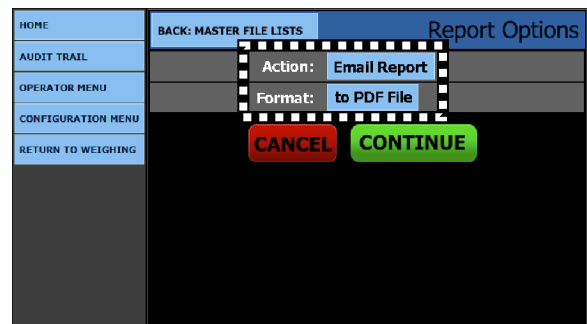 HOME
AUDIT TRAIL
OPERATOR MENU
CONFIGURATION MENU
RETURN TO WEIGHING
BACK: MASTER FILE LISTS
Report Options
Action: Email Report
Format: to PDF File
CANCEL CONTINUE